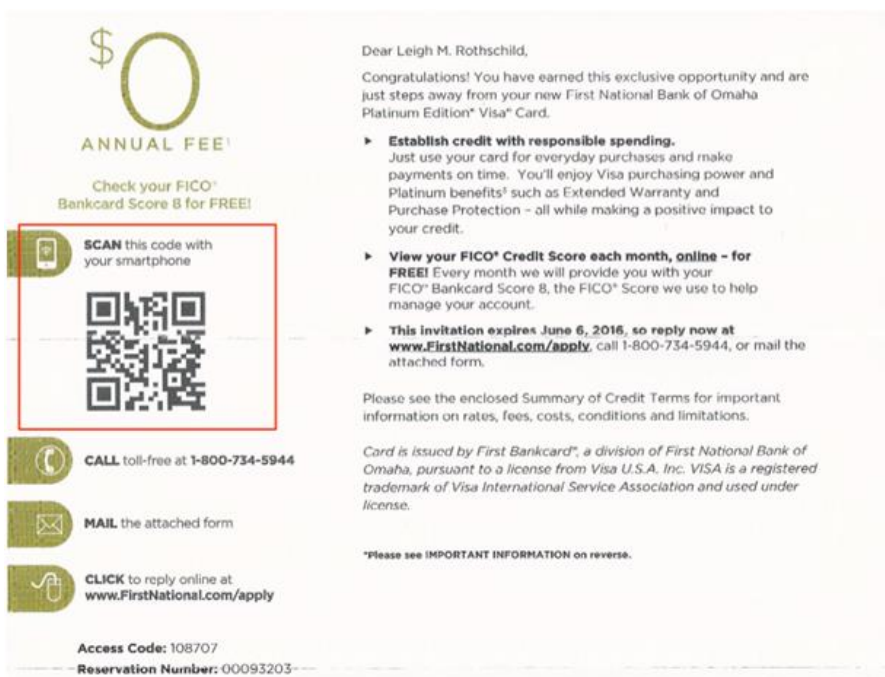 $0
ANNUAL FEE¹
Check your FICO®
Bankcard Score 8 for FREE!
SCAN this code with
your smartphone
CALL toll-free at 1-800-734-5944
MAIL the attached form
CLICK to reply online at
www.FirstNational.com/apply
Access Code: 108707
Reservation Number: 00093203
Dear Leigh M. Rothschild,
Congratulations! You have earned this exclusive opportunity and are
just steps away from your new First National Bank of Omaha
Platinum Edition® Visa® Card.
▸ Establish credit with responsible spending.
Just use your card for everyday purchases and make
payments on time. You'll enjoy Visa purchasing power and
Platinum benefits³ such as Extended Warranty and
Purchase Protection – all while making a positive impact to
your credit.
▸ View your FICO® Credit Score each month, online – for
FREE! Every month we will provide you with your
FICO® Bankcard Score 8, the FICO® Score we use to help
manage your account.
▸ This invitation expires June 6, 2016, so reply now at
www.FirstNational.com/apply, call 1-800-734-5944, or mail the
attached form.
Please see the enclosed Summary of Credit Terms for important
information on rates, fees, costs, conditions and limitations.
Card is issued by First Bankcard®, a division of First National Bank of
Omaha, pursuant to a license from Visa U.S.A. Inc. VISA is a registered
trademark of Visa International Service Association and used under
license.
*Please see IMPORTANT INFORMATION on reverse.